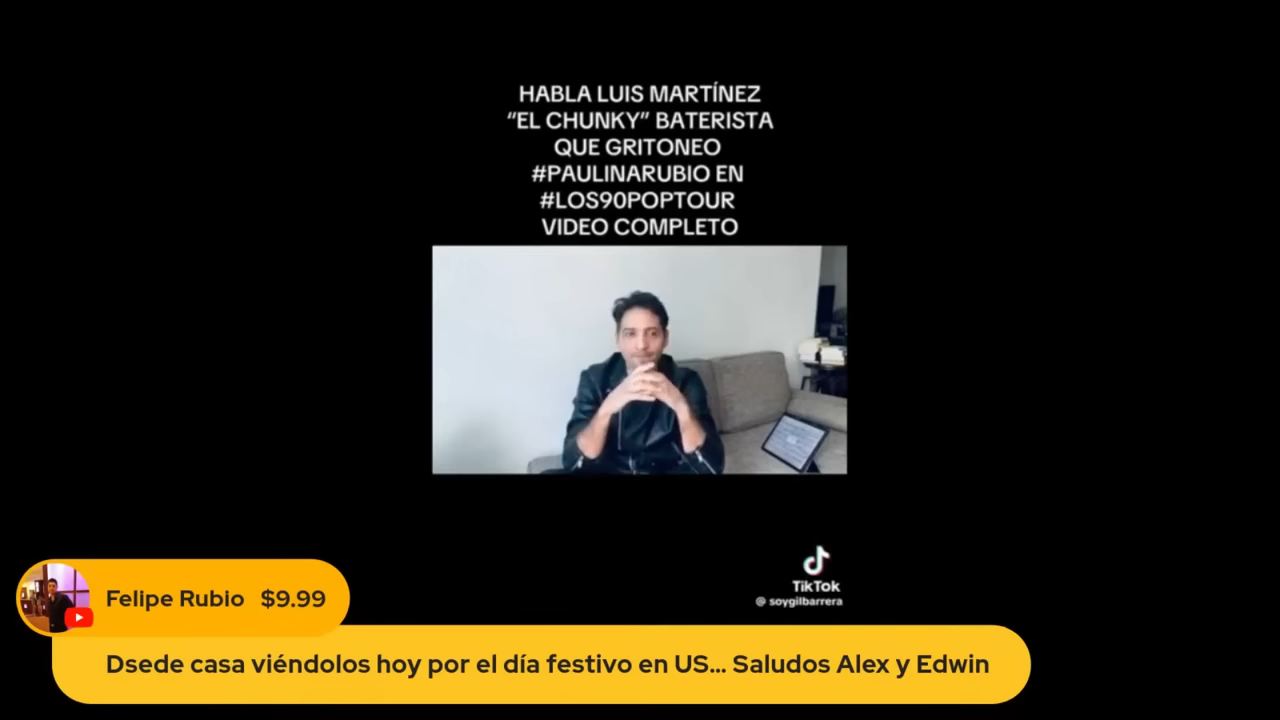 HABLA LUIS MARTÍNEZ
“EL CHUNKY” BATERISTA
QUE GRITONEO
#PAULINARUBIO EN
#LOS90POPTOUR
VIDEO COMPLETO
TikTok
@ soygilbarrera
Felipe Rubio $9.99
Dsede casa viéndolos hoy por el día festivo en US... Saludos Alex y Edwin